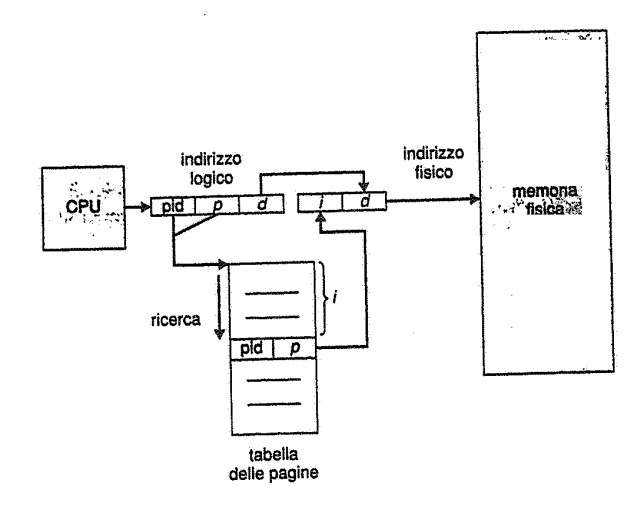 indirizzo
logico
indirizzo
fisico
CPU
pid p d
i d
memoria
fisica
ricerca
i
pid p
tabella
delle pagine